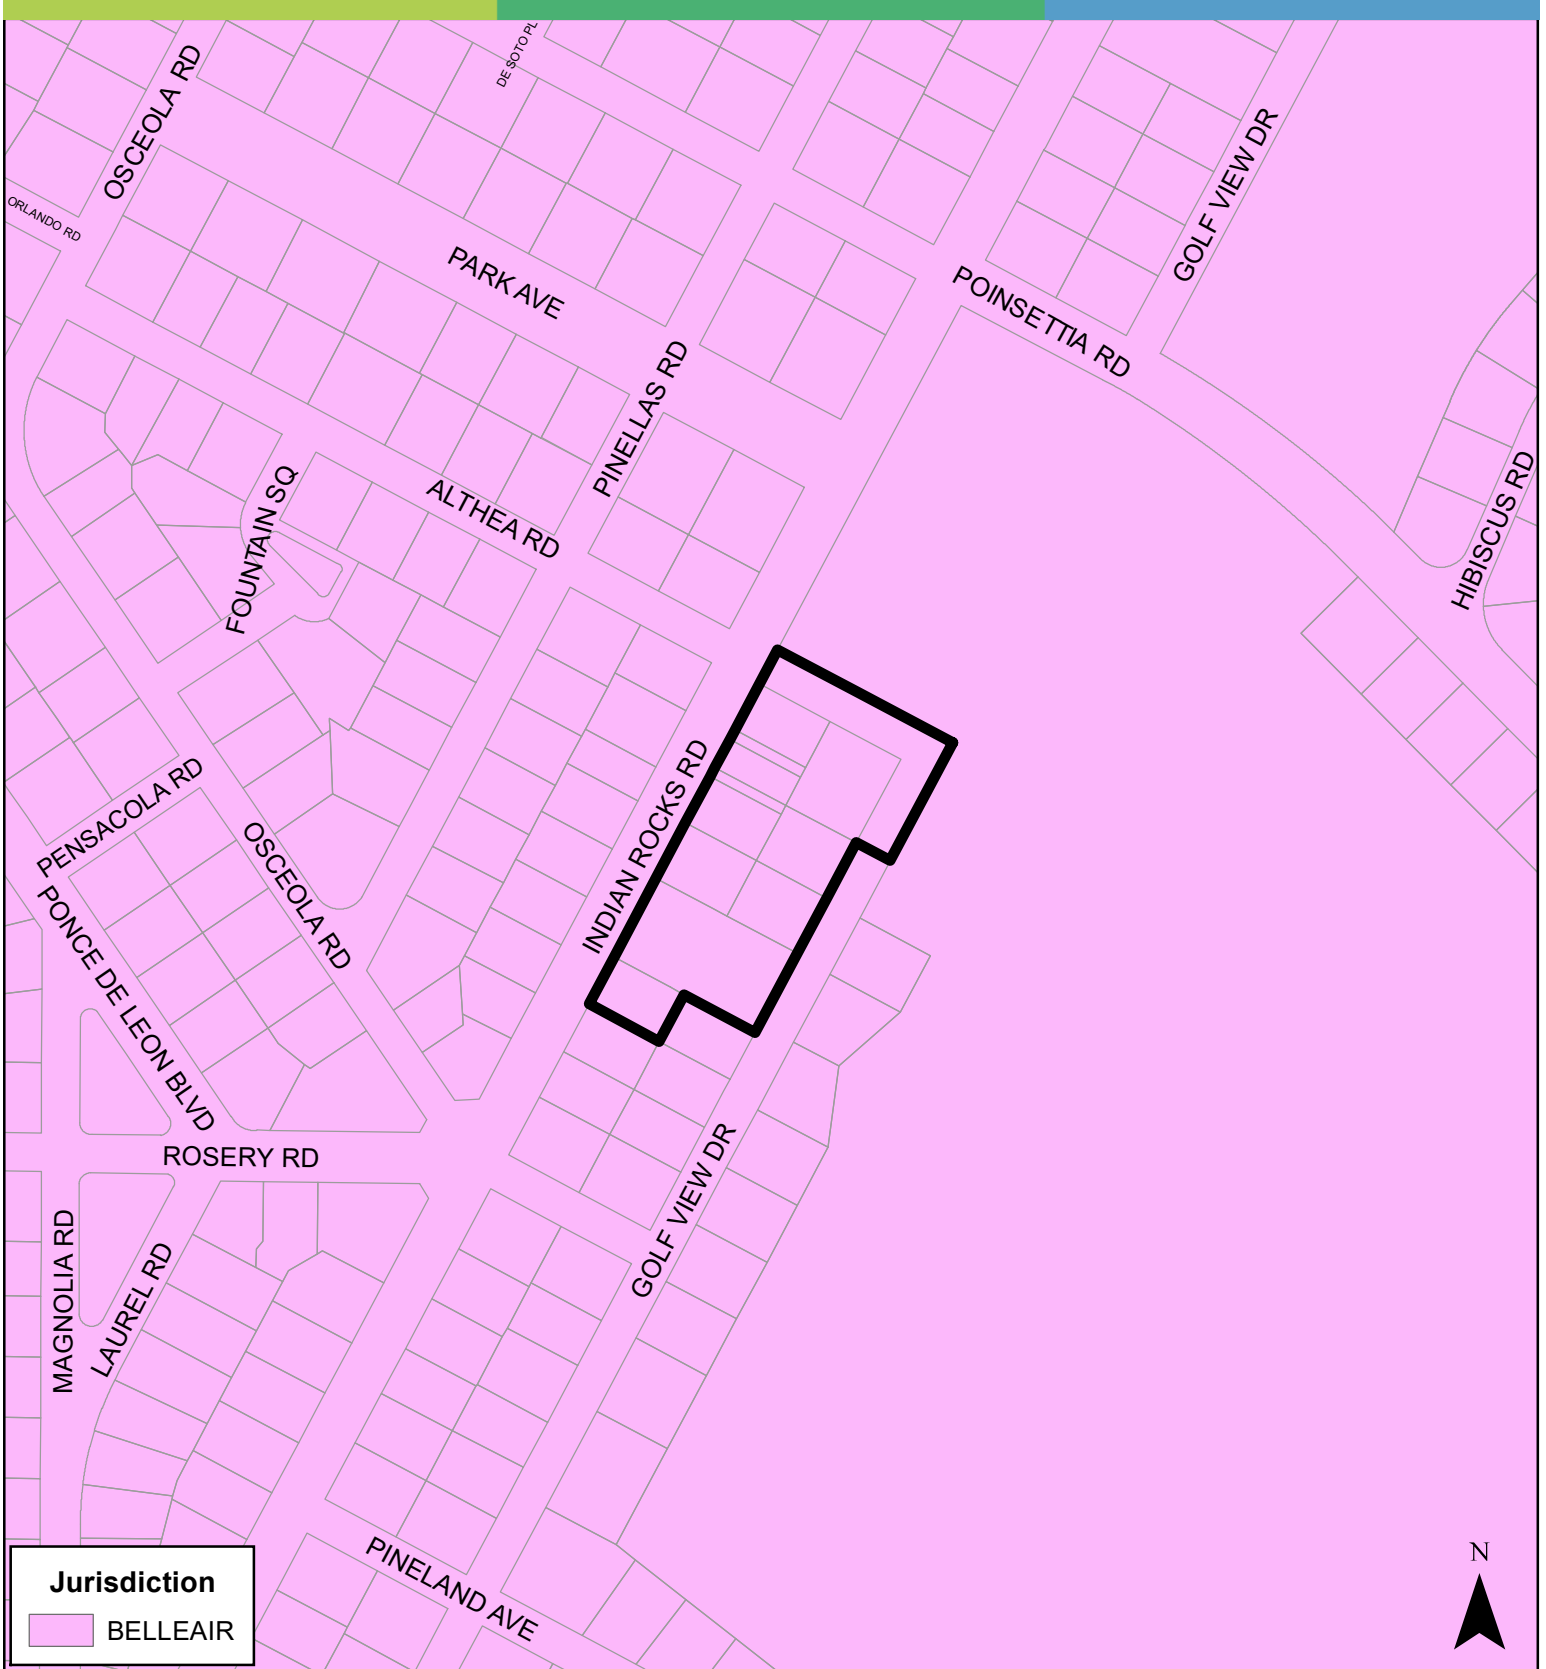 DE SOTO PL
OSCEOLA RD
GOLF VIEW DR
ORLANDO RD
PARK AVE
POINSETTIA RD
PINELLAS RD
HIBISCUS RD
FOUNTAIN SQ
ALTHEA RD
INDIAN ROCKS RD
PENSACOLA RD
OSCEOLA RD
PONCE DE LEON BLVD
ROSERY RD
GOLF VIEW DR
MAGNOLIA RD
LAUREL RD
PINELAND AVE
N
Jurisdiction
BELLEAIR